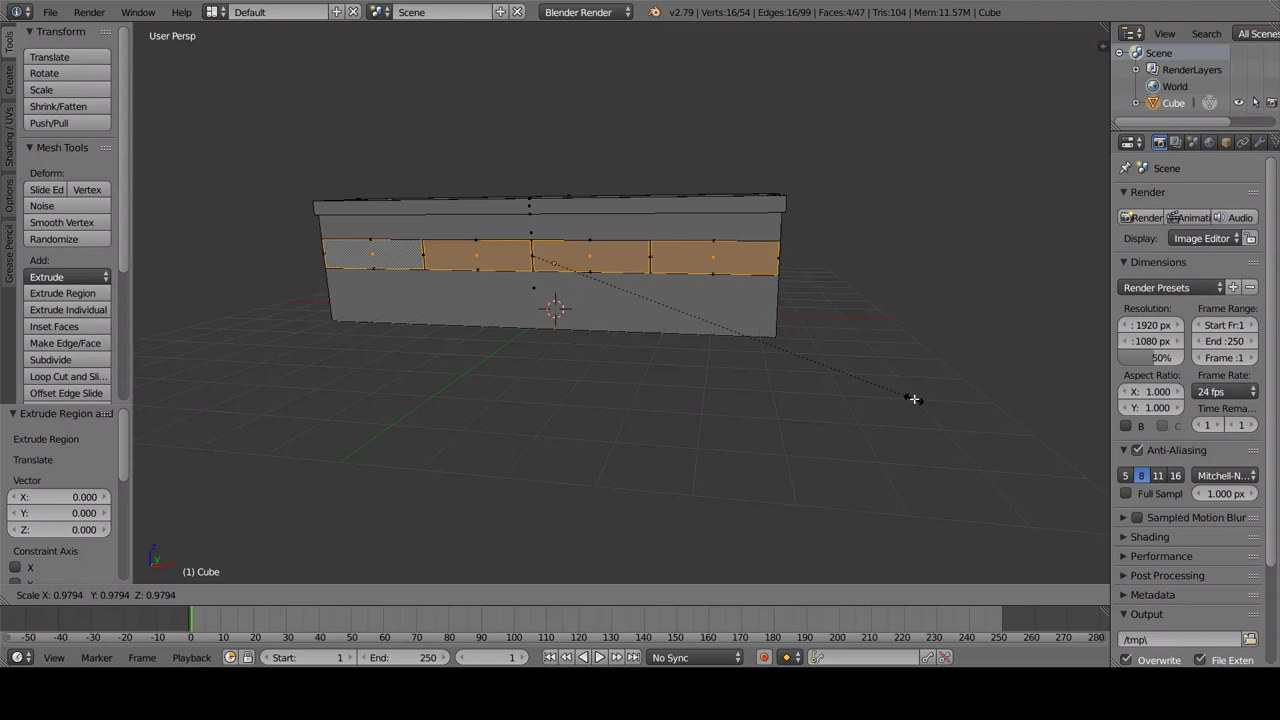 File Render Window Help Default Scene Blender Render v2.79 | Verts:16/54 | Edges:16/99 | Faces:4/47 | Tris:104 | Mem:11.57M | Cube
Tools
Create
Shading / UVs
Options
Grease Pencil
Transform
Translate
Rotate
Scale
Shrink/Fatten
Push/Pull
Mesh Tools
Deform:
Slide Ed Vertex
Noise
Smooth Vertex
Randomize
Extrude
Extrude Region
Extrude Individual
Inset Faces
Make Edge/Face
Add:
Subdivide
Loop Cut and Sli...
Offset Edge Slide
Extrude Region and
Extrude Region
Translate
Vector
X: 0.000
Y: 0.000
Z: 0.000
Constraint Axis
X
User Persp
(1) Cube
Scale X: 0.9794 Y: 0.9794 Z: 0.9794
-50 -40 -30 -20 -10 0 10 20 30 40 50 60 70 80 90 100 110 120 130 140 150 160 170 180 190 200 210 220 230 240 250 260 270 280
View Marker Frame Playback Start: 1 End: 250 1 No Sync
View Search All Scenes
Scene
RenderLayers
World
Cube
Scene
Render
Render Animati Audio
Display: Image Editor
Dimensions
Render Presets
Resolution: Frame Range:
: 1920 px Start Fr:1
:1080 px End :250
50% Frame :1
Aspect Ratio: Frame Rate:
X: 1.000 24 fps
Y: 1.000 Time Rema...
B C : 1 : 1
Anti-Aliasing
5 8 11 16 Mitchell-N...
Full Sampl : 1.000 px
Sampled Motion Blur
Shading
Performance
Post Processing
Metadata
Output
/tmp\
Overwrite File Exten